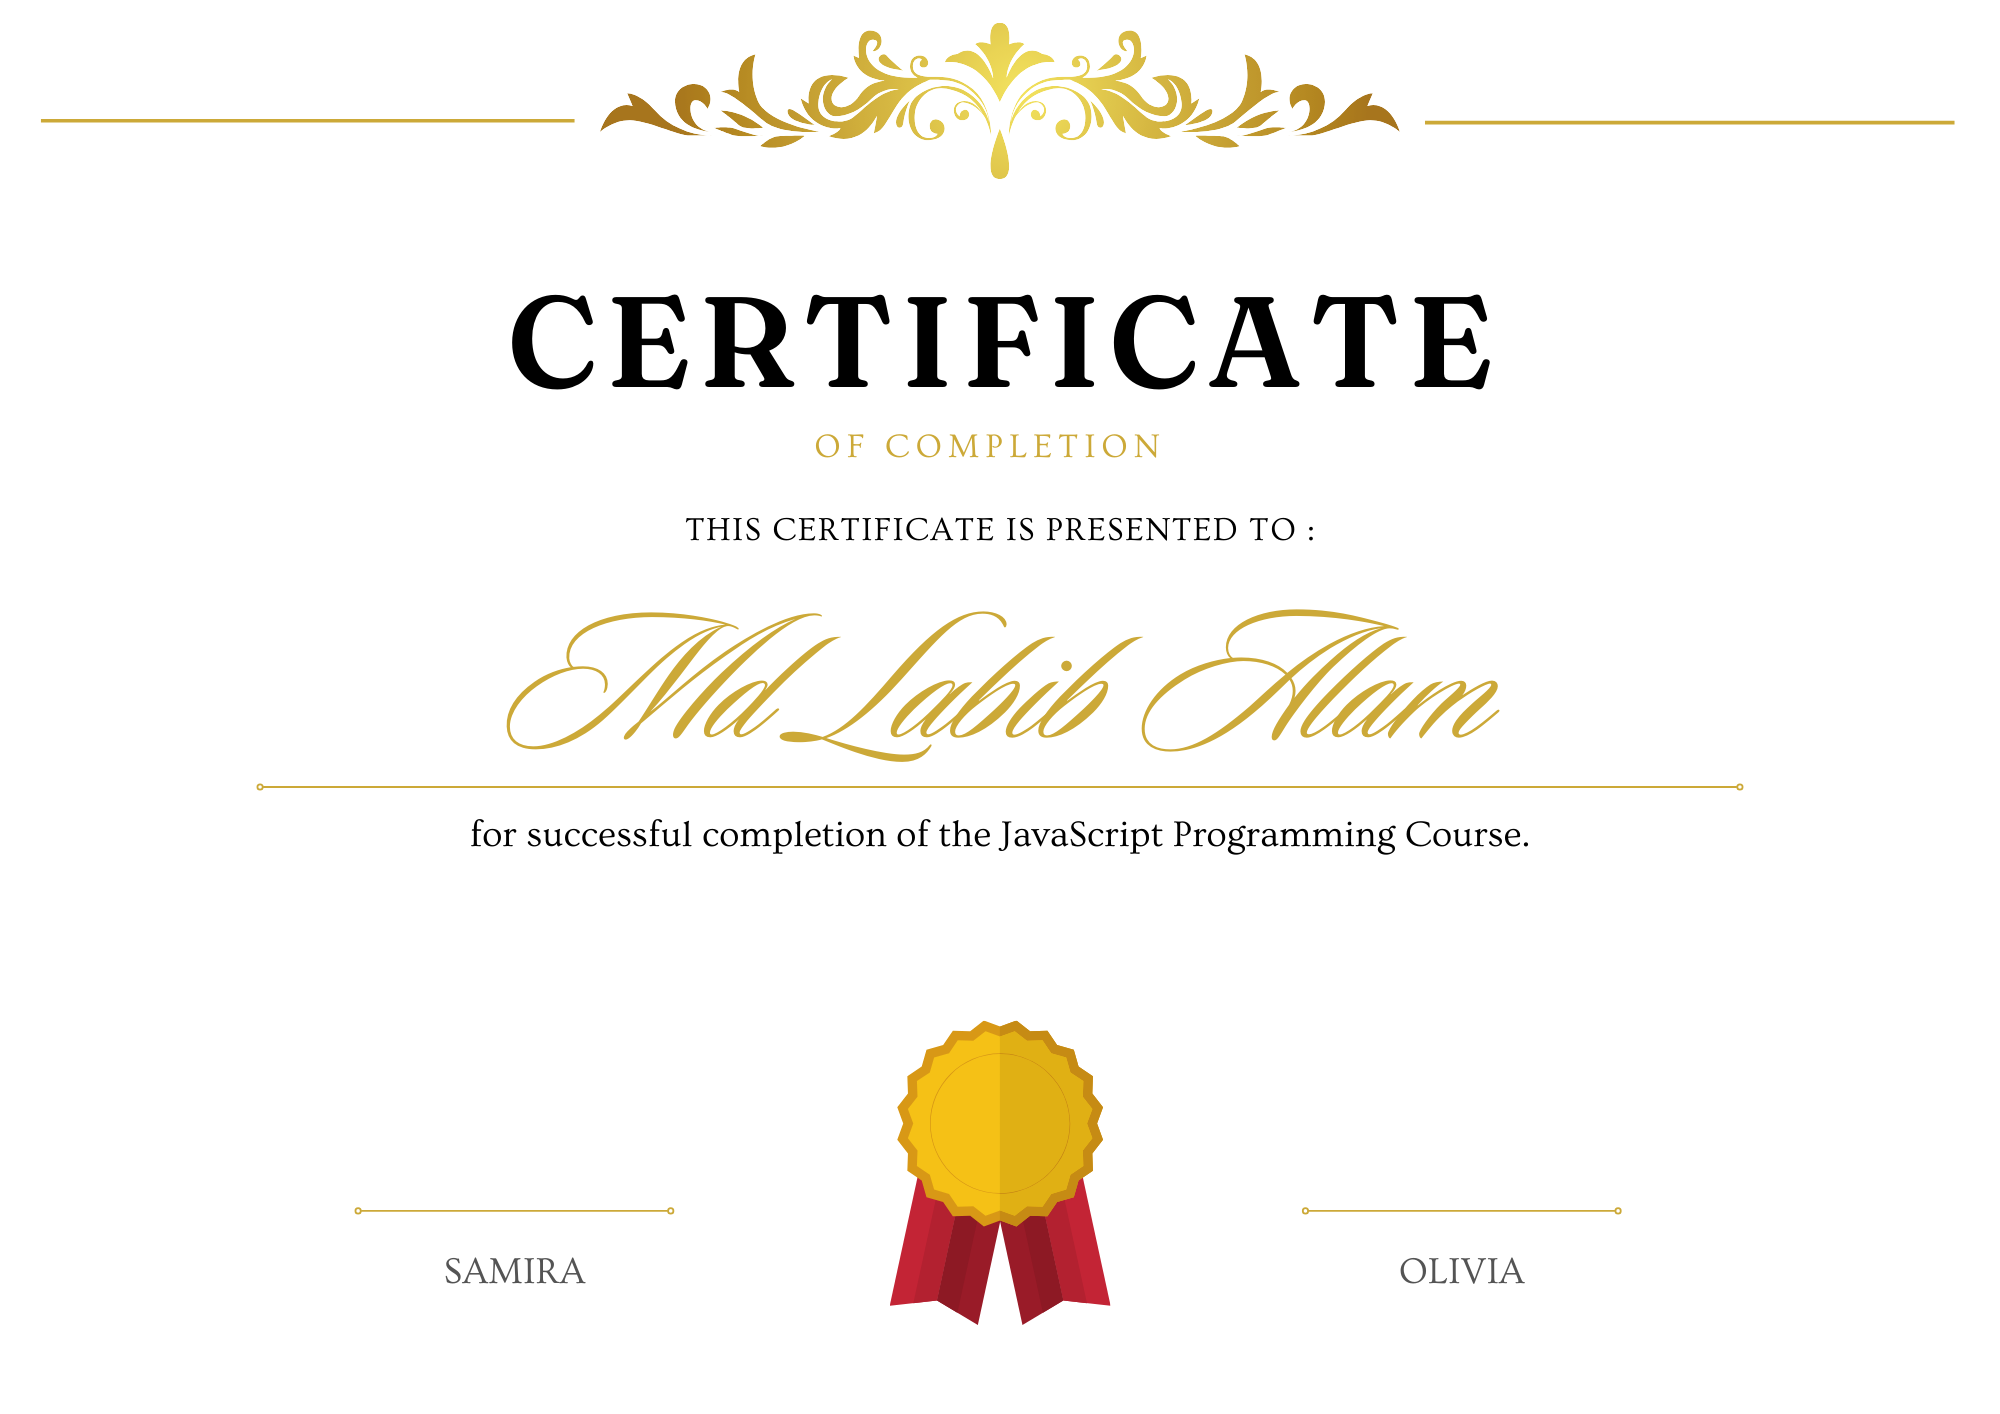 CERTIFICATE
OF COMPLETION
THIS CERTIFICATE IS PRESENTED TO :
Md Labib Alam
for successful completion of the JavaScript Programming Course.
SAMIRA
OLIVIA